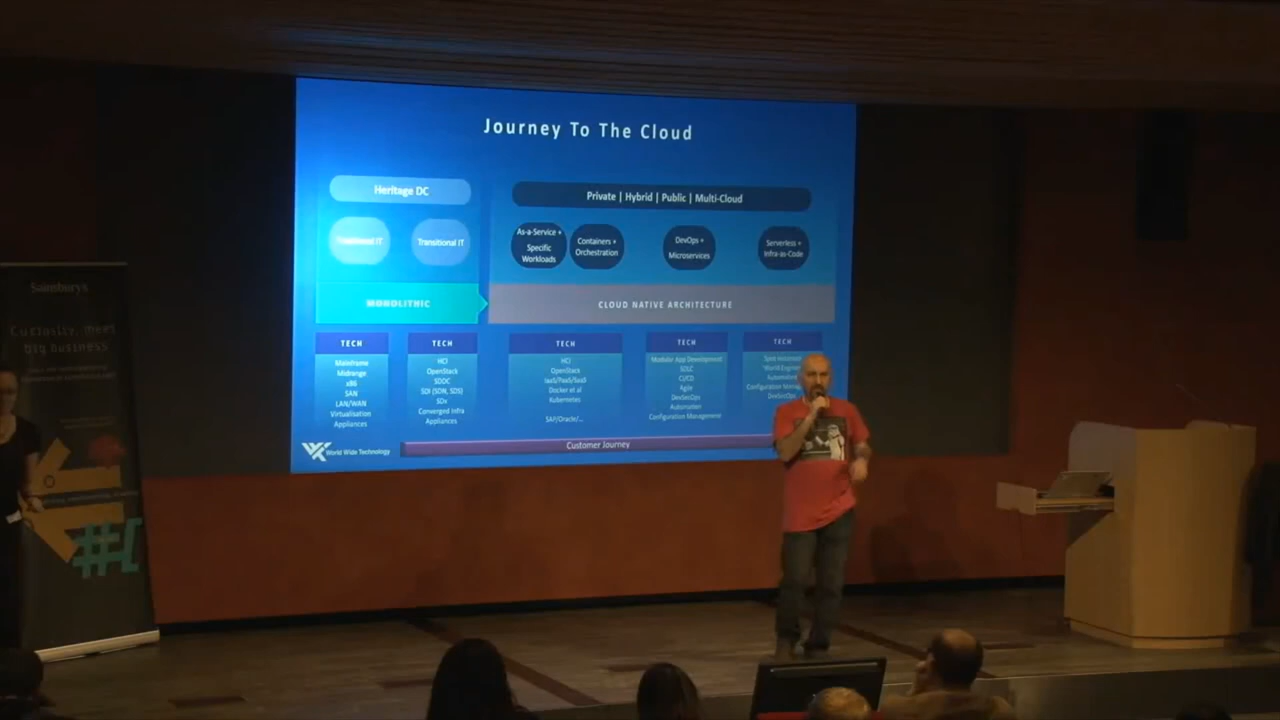 Journey To The Cloud
Heritage DC
Private | Hybrid | Public | Multi-Cloud
Traditional IT
Transitional IT
As-a-Service +
Specific
Workloads
Containers +
Orchestration
DevOps +
Microservices
Serverless +
Infra-as-Code
MONOLITHIC
CLOUD NATIVE ARCHITECTURE
TECH
Mainframe
Midrange
x86
SAN
LAN/WAN
Virtualisation
Appliances
TECH
HCI
OpenStack
SDDC
SDI (SDN, SDS)
SDx
Converged Infra
Appliances
TECH
HCI
OpenStack
IaaS/PaaS/SaaS
Docker et al
Kubernetes
SAP/Oracle/...
TECH
Modular App Development
SDLC
CI/CD
Agile
DevSecOps
Automation
Configuration Management
TECH
Spot
Automation
Configuration
DevSecOps
World Wide Technology
Customer Journey
Sainsbury's
Curiosity, meet
big business
#